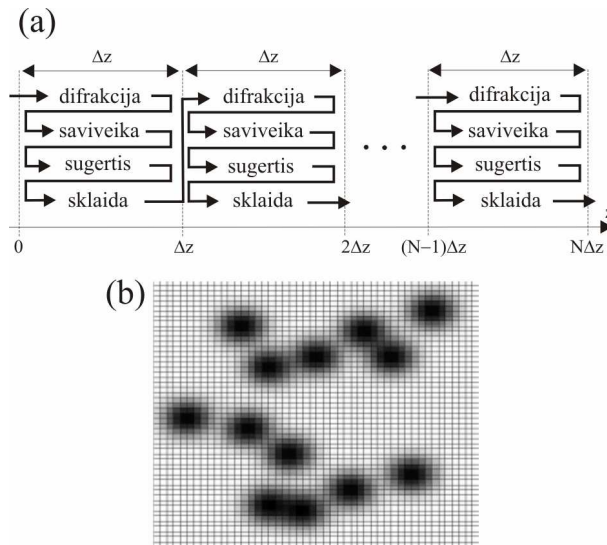 (a)
Δz Δz Δz
difrakcija difrakcija difrakcija
saviveika saviveika saviveika
. . .
sugertis sugertis sugertis
sklaida sklaida sklaida
0 Δz 2Δz (N−1)Δz NΔz
(b)